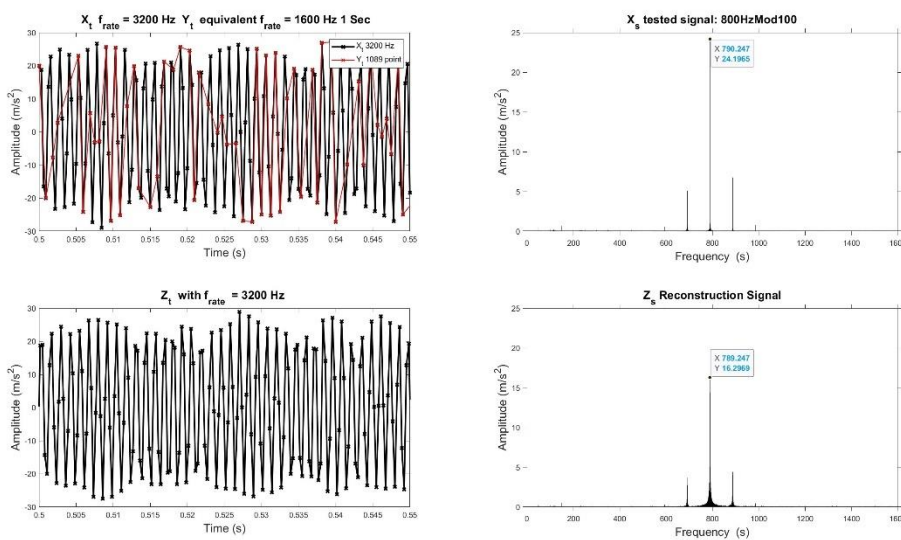 X_t f_rate = 3200 Hz Y_t equivalent f_rate = 1600 Hz 1 Sec
X_t 3200 Hz
Y_t 1089 point
30
20
10
0
-10
-20
-30
Amplitude (m/s²)
0.5 0.505 0.51 0.515 0.52 0.525 0.53 0.535 0.54 0.545 0.55
Time (s)
X_s tested signal: 800HzMod100
X 790.247
Y 24.1965
25
20
15
10
5
0
Amplitude (m/s²)
0 200 400 600 800 1000 1200 1400 160
Frequency (s)
Z_t with f_rate = 3200 Hz
30
20
10
0
-10
-20
-30
Amplitude (m/s²)
0.5 0.505 0.51 0.515 0.52 0.525 0.53 0.535 0.54 0.545 0.55
Time (s)
Z_s Reconstruction Signal
X 789.247
Y 16.2969
25
20
15
10
5
0
Amplitude (m/s²)
0 200 400 600 800 1000 1200 1400 160
Frequency (s)